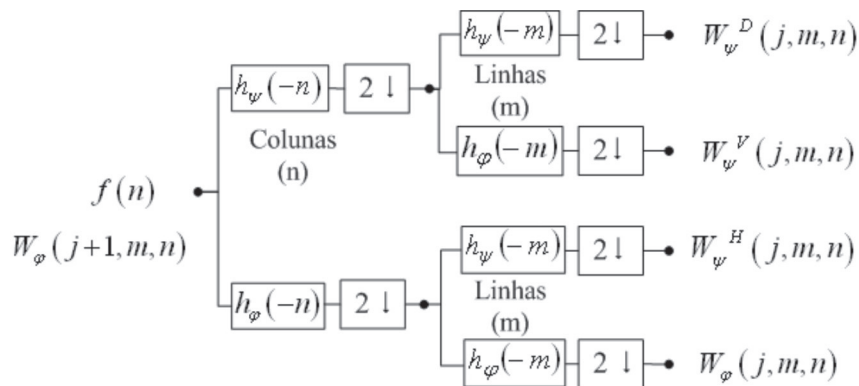 h_ψ(−m) 2↓ W_ψ^D (j,m,n)
h_ψ(−n) 2 ↓ Linhas
(m)
Colunas
(n)
h_φ(−m) 2↓ W_ψ^V (j,m,n)
f(n)
W_φ(j+1,m,n)
h_ψ(−m) 2↓ W_ψ^H (j,m,n)
h_φ(−n) 2 ↓ Linhas
(m)
h_φ(−m) 2 ↓ W_φ(j,m,n)